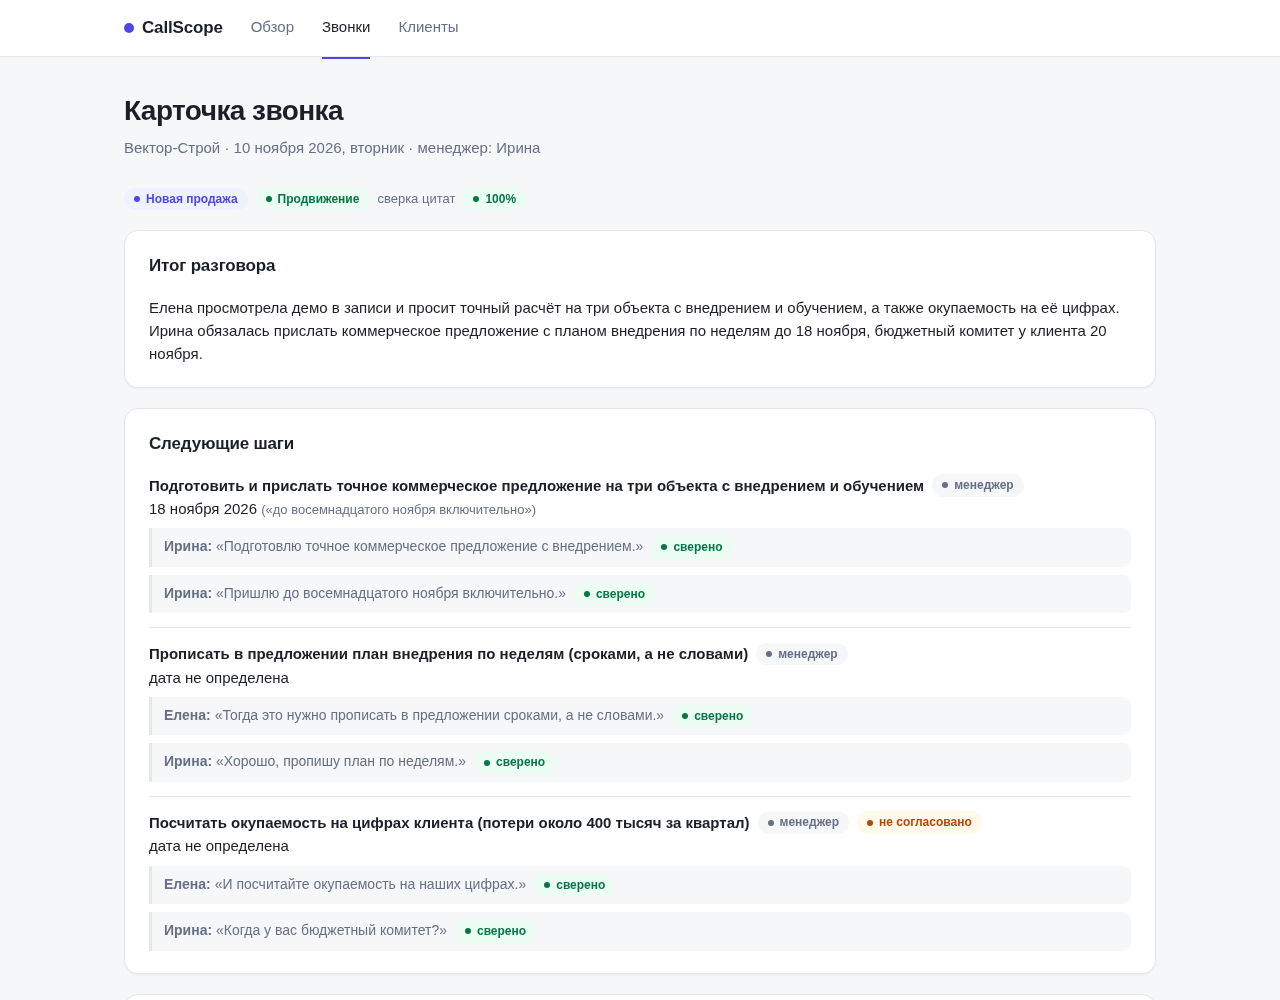 CallScope Обзор Звонки Клиенты
Карточка звонка
Вектор-Строй · 10 ноября 2026, вторник · менеджер: Ирина
Новая продажа Продвижение сверка цитат 100%
Итог разговора
Елена просмотрела демо в записи и просит точный расчёт на три объекта с внедрением и обучением, а также окупаемость на её цифрах.
Ирина обязалась прислать коммерческое предложение с планом внедрения по неделям до 18 ноября, бюджетный комитет у клиента 20
ноября.
Следующие шаги
Подготовить и прислать точное коммерческое предложение на три объекта с внедрением и обучением менеджер
18 ноября 2026 («до восемнадцатого ноября включительно»)
Ирина: «Подготовлю точное коммерческое предложение с внедрением.» сверено
Ирина: «Пришлю до восемнадцатого ноября включительно.» сверено
Прописать в предложении план внедрения по неделям (сроками, а не словами) менеджер
дата не определена
Елена: «Тогда это нужно прописать в предложении сроками, а не словами.» сверено
Ирина: «Хорошо, пропишу план по неделям.» сверено
Посчитать окупаемость на цифрах клиента (потери около 400 тысяч за квартал) менеджер не согласовано
дата не определена
Елена: «И посчитайте окупаемость на наших цифрах.» сверено
Ирина: «Когда у вас бюджетный комитет?» сверено